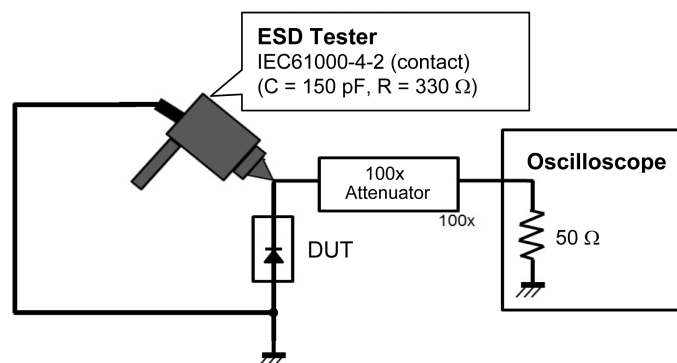 ESD Tester
IEC61000-4-2 (contact)
(C = 150 pF, R = 330 Ω)
100x
Attenuator
100x
Oscilloscope
50 Ω
DUT